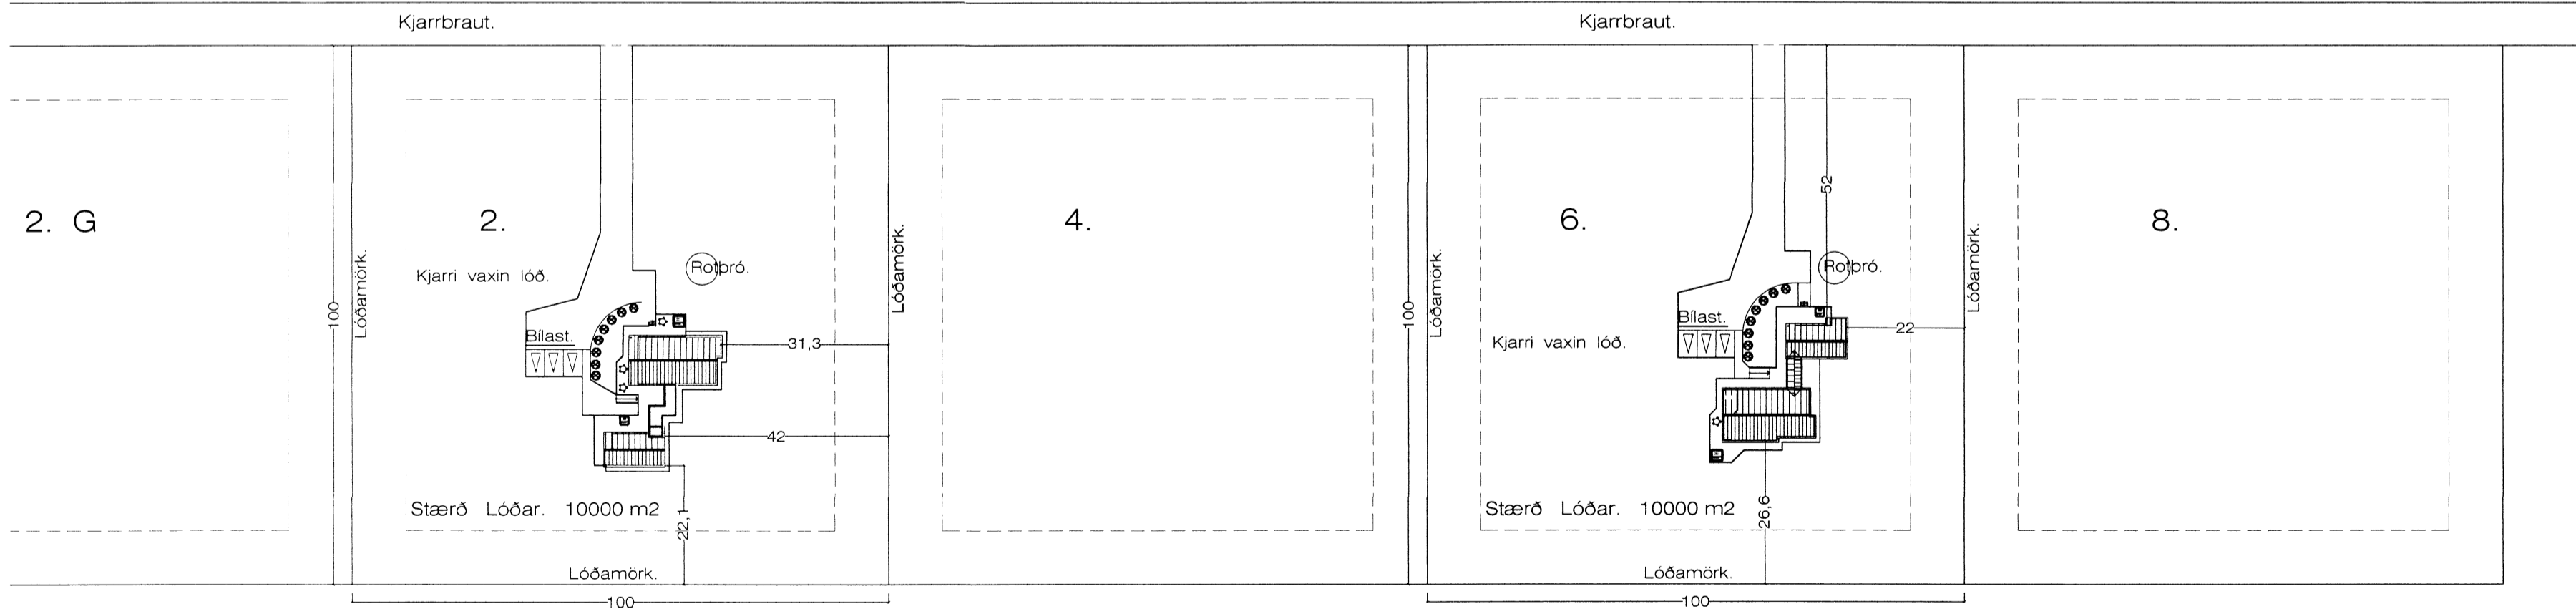 Kjarrbraut.
Kjarrbraut.
2. G
2.
4.
6.
8.
Kjarri vaxin lóð.
Rotþró.
Bílast.
Lóðamörk.
100
Lóðamörk.
31,3
42
22,1
Stærð Lóðar. 10000 m2
Lóðamörk.
100
Kjarri vaxin lóð.
Rotþró.
Bílast.
Lóðamörk.
100
Lóðamörk.
52
22
26,6
Stærð Lóðar. 10000 m2
Lóðamörk.
100